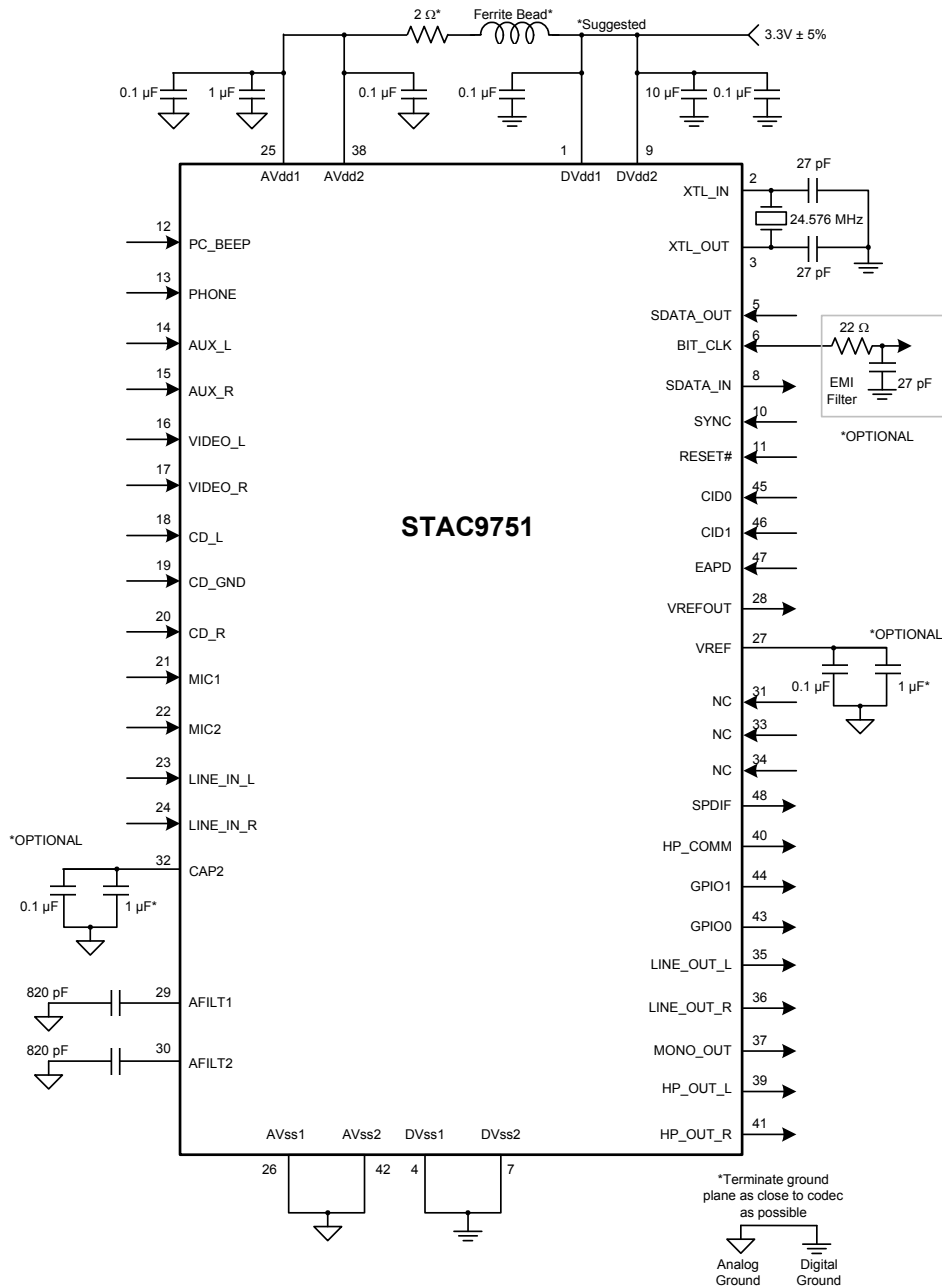 2 Ω*
Ferrite Bead*
*Suggested
3.3V ± 5%
0.1 µF
1 µF
0.1 µF
0.1 µF
10 µF
0.1 µF
25
38
1
9
AVdd1
AVdd2
DVdd1
DVdd2
27 pF
2
XTL_IN
24.576 MHz
XTL_OUT
3
27 pF
12
PC_BEEP
13
PHONE
14
AUX_L
15
AUX_R
16
VIDEO_L
17
VIDEO_R
18
CD_L
19
CD_GND
20
CD_R
21
MIC1
22
MIC2
23
LINE_IN_L
24
LINE_IN_R
*OPTIONAL
32
CAP2
0.1 µF
1 µF*
820 pF
29
AFILT1
820 pF
30
AFILT2
STAC9751
5
SDATA_OUT
6
BIT_CLK
22 Ω
EMI
Filter
27 pF
*OPTIONAL
8
SDATA_IN
10
SYNC
11
RESET#
45
CID0
46
CID1
47
EAPD
28
VREFOUT
27
VREF
*OPTIONAL
0.1 µF
1 µF*
31
NC
33
NC
34
NC
48
SPDIF
40
HP_COMM
44
GPIO1
43
GPIO0
35
LINE_OUT_L
36
LINE_OUT_R
37
MONO_OUT
39
HP_OUT_L
41
HP_OUT_R
AVss1
AVss2
DVss1
DVss2
26
42
4
7
*Terminate ground
plane as close to codec
as possible
Analog
Ground
Digital
Ground